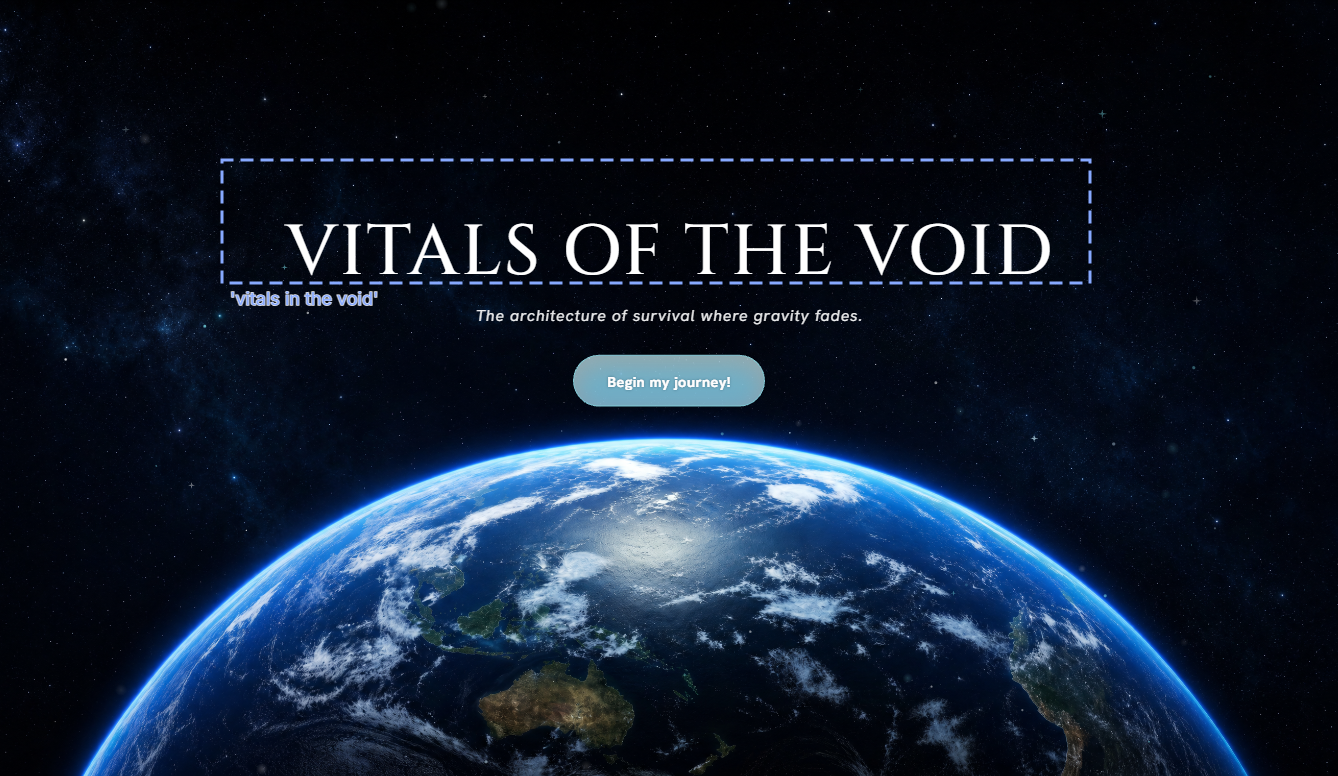 VITALS OF THE VOID
'vitals in the void'
The architecture of survival where gravity fades.
Begin my journey!